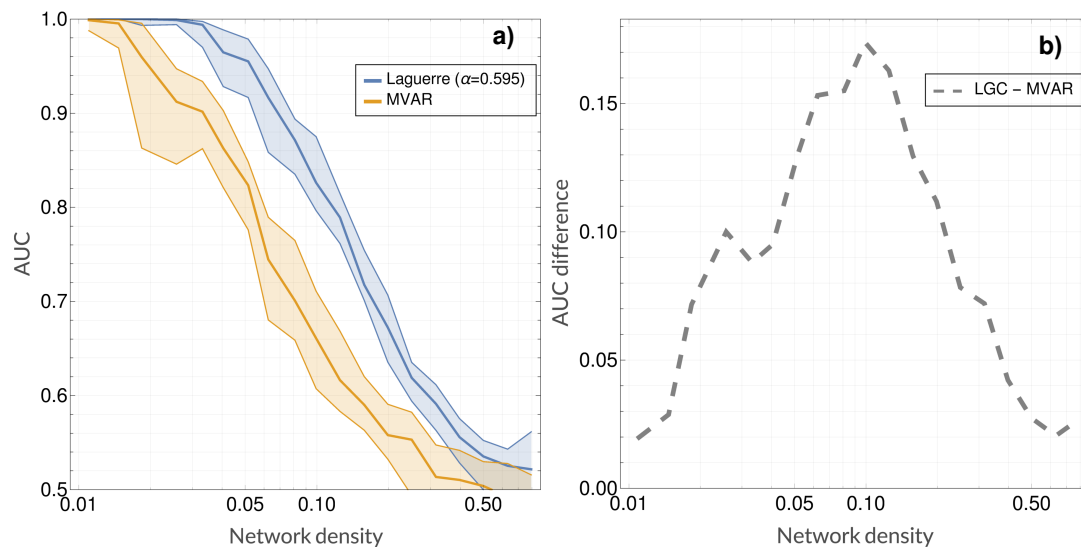 a)
Laguerre (α=0.595)
MVAR
1.0
0.9
0.8
0.7
0.6
0.5
AUC
0.01
0.05
0.10
0.50
Network density
b)
LGC − MVAR
0.15
0.10
0.05
0.00
AUC difference
0.01
0.05
0.10
0.50
Network density